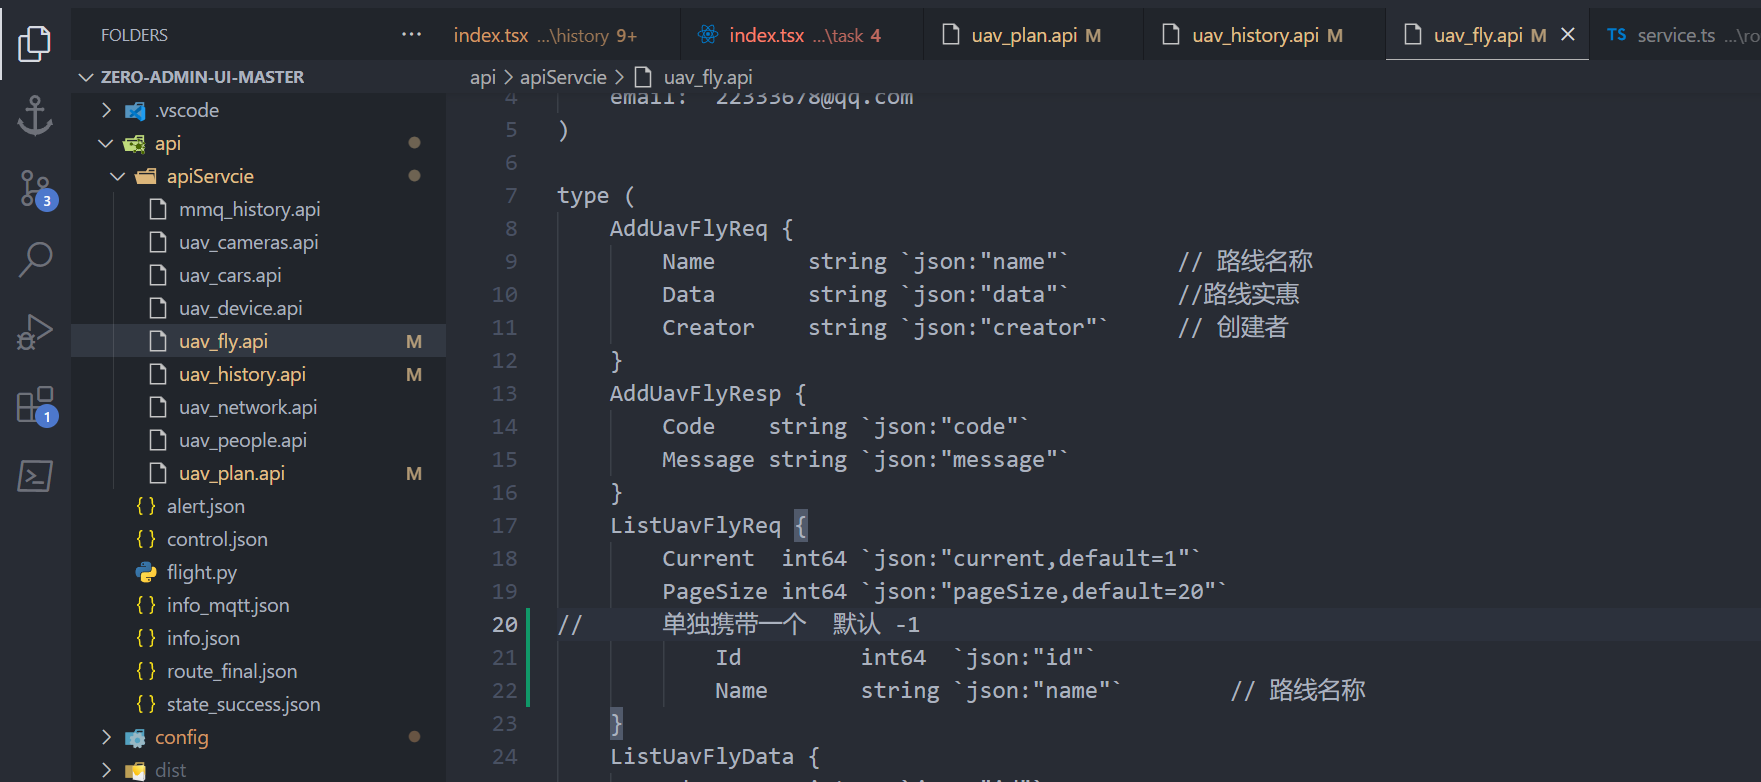 FOLDERS ···
index.tsx ...\history 9+ index.tsx ...\task 4 uav_plan.api M uav_history.api M uav_fly.api M TS service.ts ...\ro
ZERO-ADMIN-UI-MASTER
api > apiServcie > uav_fly.api
.vscode
api
apiServcie
mmq_history.api
uav_cameras.api
uav_cars.api
uav_device.api
uav_fly.api M
uav_history.api M
uav_network.api
uav_people.api
uav_plan.api M
{} alert.json
{} control.json
flight.py
{} info_mqtt.json
{} info.json
{} route_final.json
{} state_success.json
config
dist
3
1
4 email: "22333678@qq.com
5 )
6
7 type (
8 AddUavFlyReq {
9 Name string `json:"name"` // 路线名称
10 Data string `json:"data"` //路线实惠
11 Creator string `json:"creator"` // 创建者
12 }
13 AddUavFlyResp {
14 Code string `json:"code"`
15 Message string `json:"message"`
16 }
17 ListUavFlyReq {
18 Current int64 `json:"current,default=1"`
19 PageSize int64 `json:"pageSize,default=20"`
20 // 单独携带一个 默认 -1
21 Id int64 `json:"id"`
22 Name string `json:"name"` // 路线名称
23 }
24 ListUavFlyData {